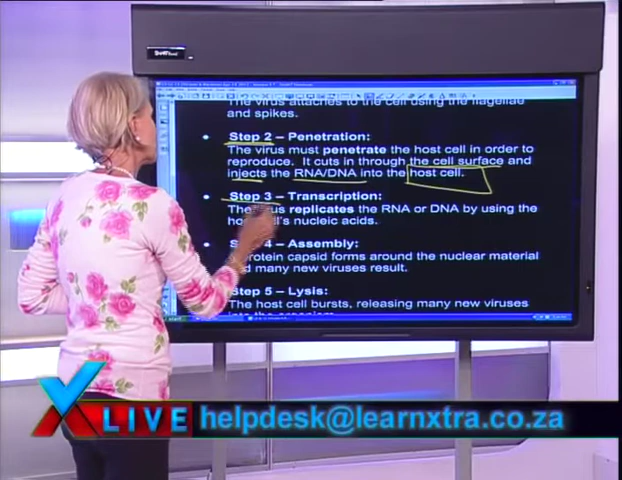 The virus attaches to the cell using the flagellae
and spikes.
• Step 2 – Penetration:
The virus must penetrate the host cell in order to
reproduce. It cuts in through the cell surface and
injects the RNA/DNA into the host cell.
• Step 3 – Transcription:
The virus replicates the RNA or DNA by using the
nucleic acids.
4 – Assembly:
protein capsid forms around the nuclear material
and many new viruses result.
Step 5 – Lysis:
The host cell bursts, releasing many new viruses
into the organism.
X LIVE helpdesk@learnxtra.co.za